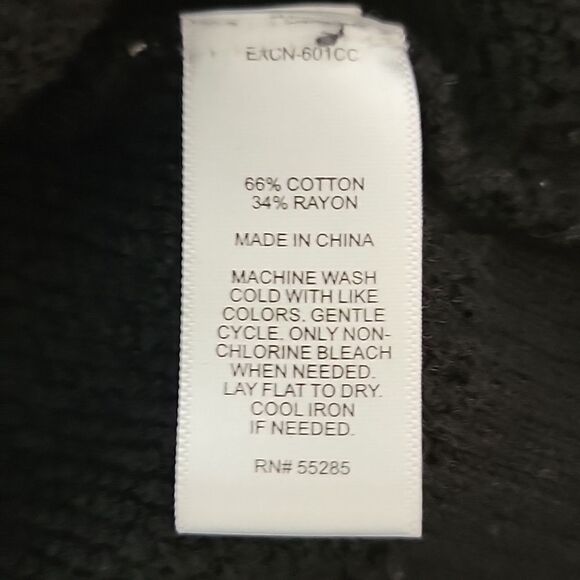 EXCN-601CC
66% COTTON
34% RAYON
MADE IN CHINA
MACHINE WASH
COLD WITH LIKE
COLORS. GENTLE
CYCLE. ONLY NON-
CHLORINE BLEACH
WHEN NEEDED.
LAY FLAT TO DRY.
COOL IRON
IF NEEDED.
RN# 55285